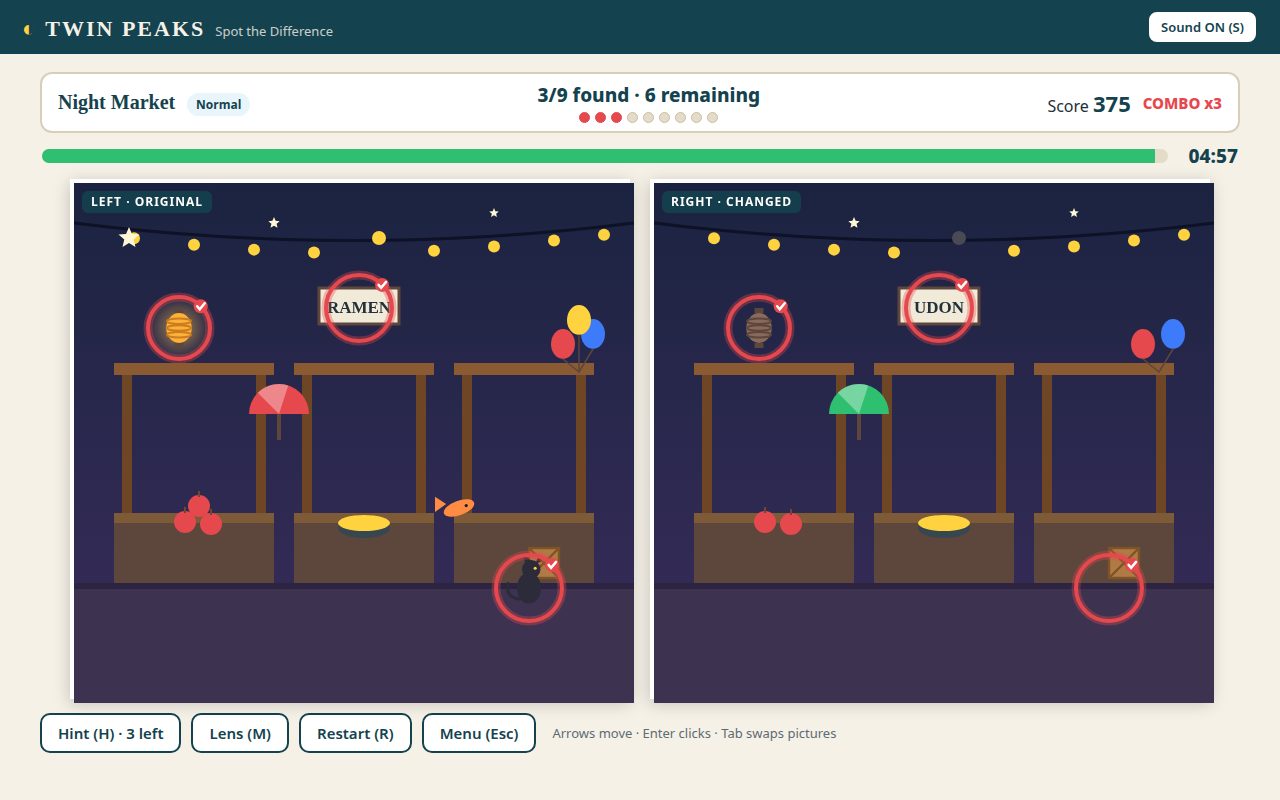 TWIN PEAKS Spot the Difference
Sound ON (S)
Night Market Normal
3/9 found · 6 remaining
Score 375 COMBO x3
04:57
LEFT · ORIGINAL
RIGHT · CHANGED
RAMEN
UDON
Hint (H) · 3 left
Lens (M)
Restart (R)
Menu (Esc)
Arrows move · Enter clicks · Tab swaps pictures